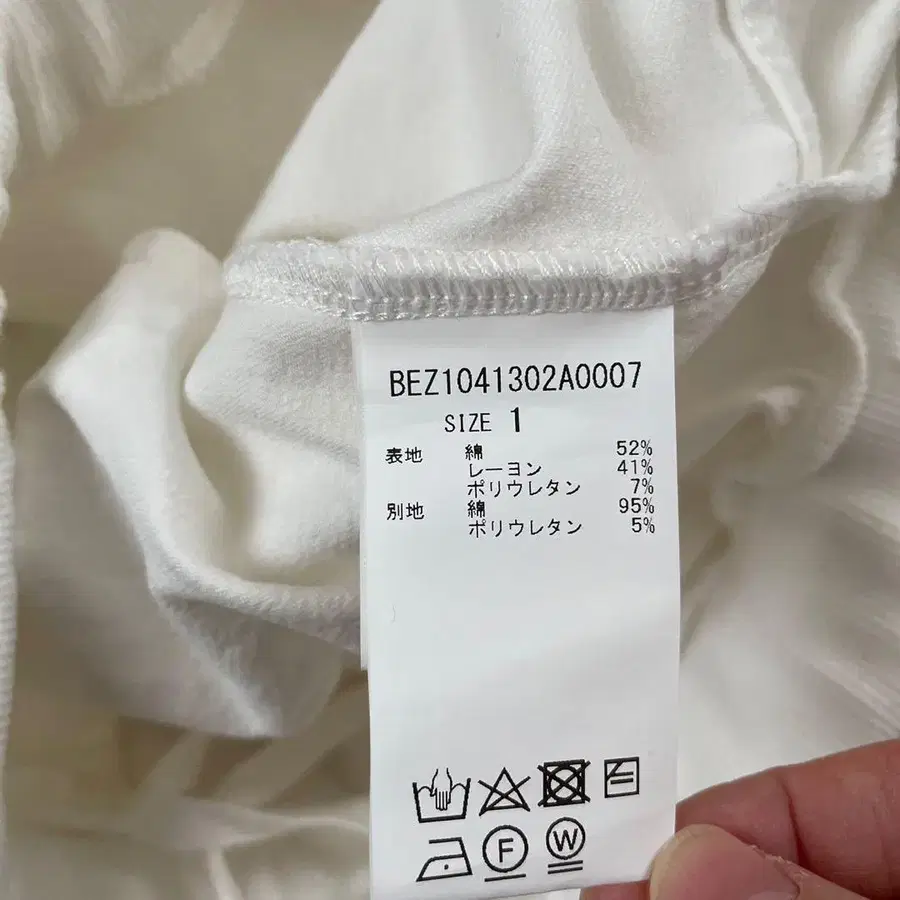 BEZ1041302A0007
SIZE 1
表地 綿 52%
レーヨン 41%
ポリウレタン 7%
別地 綿 95%
ポリウレタン 5%
F W